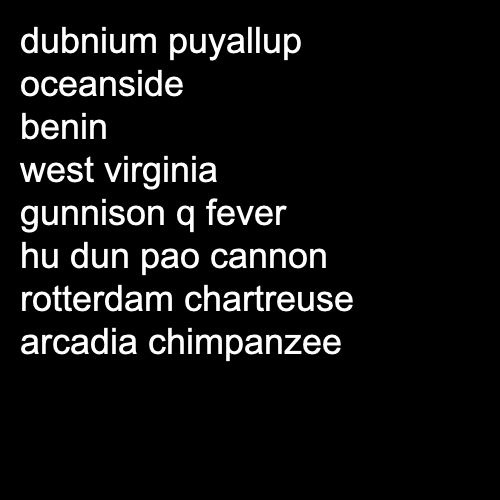 dubnium puyallup
oceanside
benin
west virginia
gunnison q fever
hu dun pao cannon
rotterdam chartreuse
arcadia chimpanzee